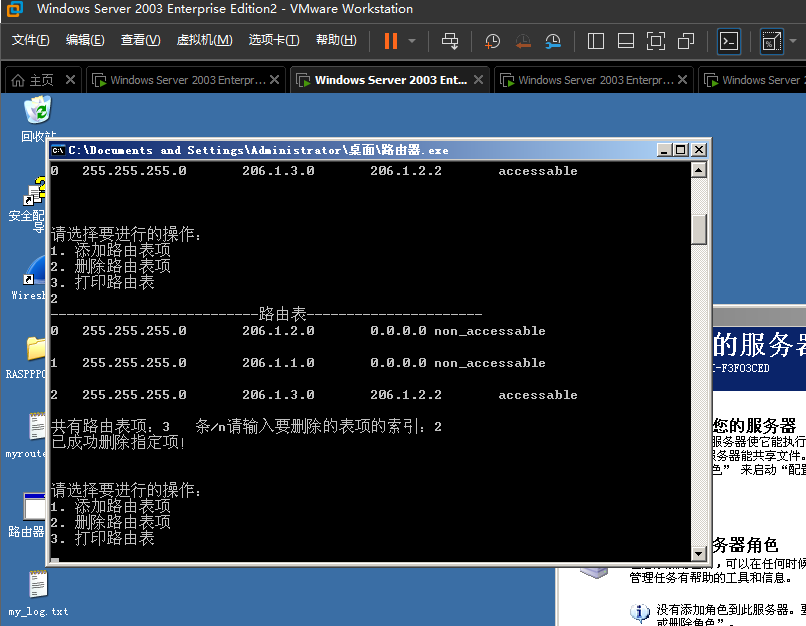 Windows Server 2003 Enterprise Edition2 - VMware Workstation
文件(F) 编辑(E) 查看(V) 虚拟机(M) 选项卡(T) 帮助(H)
主页 Windows Server 2003 Enterpr... Windows Server 2003 Ent... Windows Server 2003 Enterpr... Windows Server
回收站
C:\Documents and Settings\Administrator\桌面\路由器.exe
0 255.255.255.0 206.1.3.0 206.1.2.2 accessable
请选择要进行的操作:
1. 添加路由表项
2. 删除路由表项
3. 打印路由表
2
--------------------------路由表----------------------
0 255.255.255.0 206.1.2.0 0.0.0.0 non_accessable
1 255.255.255.0 206.1.1.0 0.0.0.0 non_accessable
2 255.255.255.0 206.1.3.0 206.1.2.2 accessable
共有路由表项: 3 条/n请输入要删除的表项的索引: 2
已成功删除指定项!
请选择要进行的操作:
1. 添加路由表项
2. 删除路由表项
3. 打印路由表
安全配
导
Wiresh
RASPPPO
myroute
路由器
my_log.txt
的服务器
I-F3F03CED
您的服务器
服务器使它能执行
务器能共享文件。
色” 来启动“配置
务器角色
,可以在任何时候
管理任务有帮助的工具和信息。
没有添加角色到此服务器。要
或删除角色”。